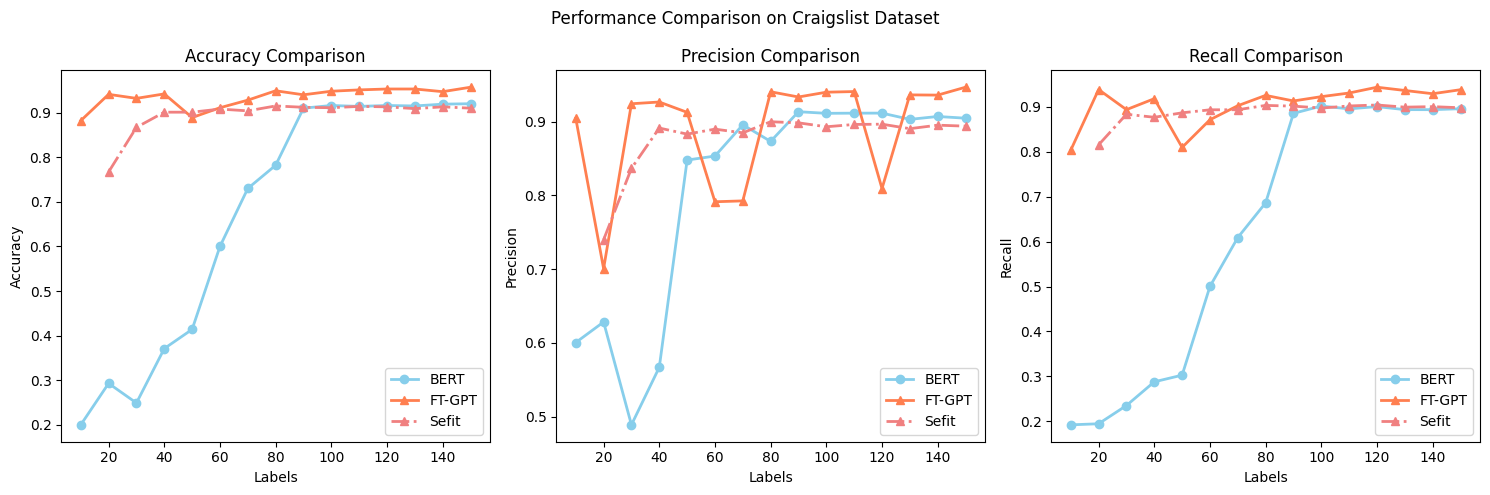 Performance Comparison on Craigslist Dataset
Accuracy Comparison
Accuracy
0.9
0.8
0.7
0.6
0.5
0.4
0.3
0.2
20 40 60 80 100 120 140
Labels
BERT
FT-GPT
Sefit
Precision Comparison
Precision
0.9
0.8
0.7
0.6
0.5
20 40 60 80 100 120 140
Labels
BERT
FT-GPT
Sefit
Recall Comparison
Recall
0.9
0.8
0.7
0.6
0.5
0.4
0.3
0.2
20 40 60 80 100 120 140
Labels
BERT
FT-GPT
Sefit